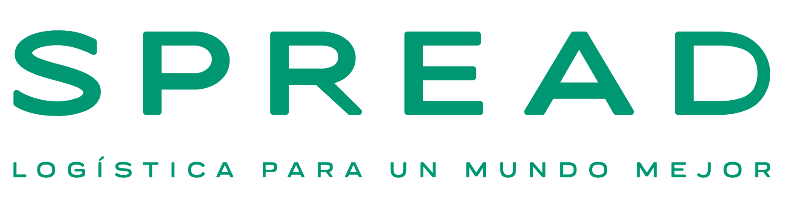 SPREAD
LOGÍSTICA PARA UN MUNDO MEJOR